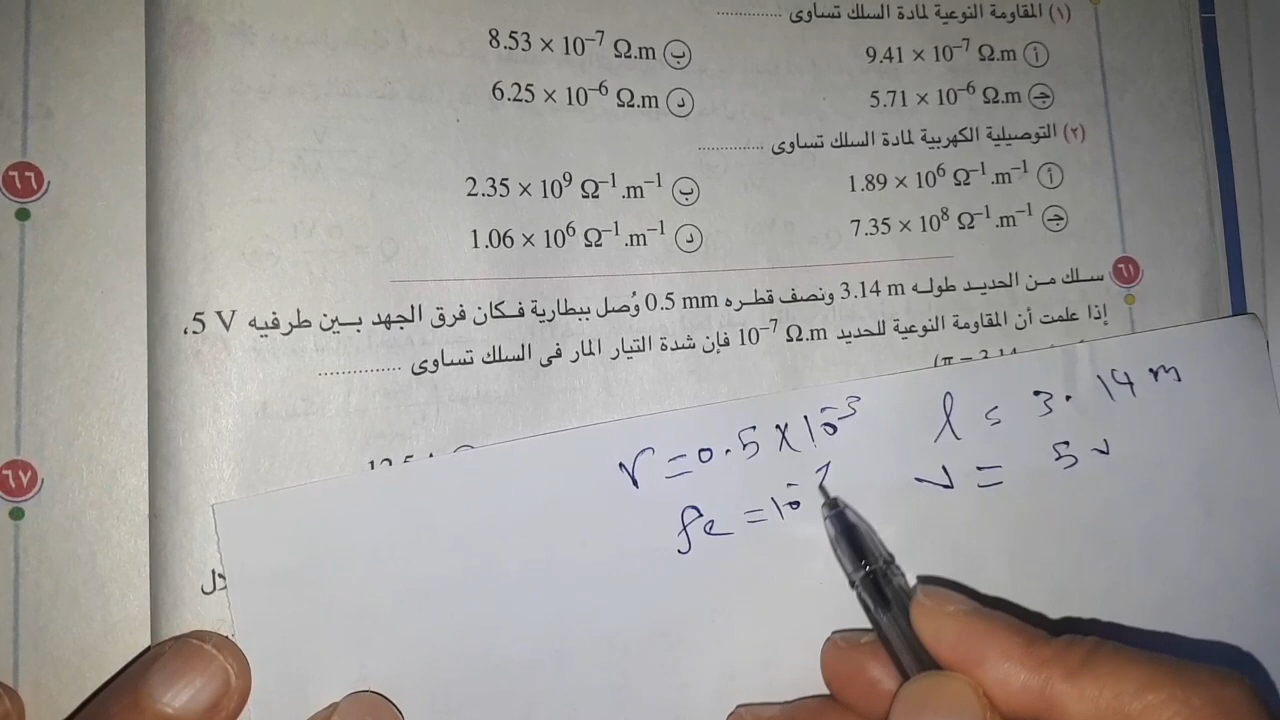 (١) المقاومة النوعية لمادة السلك تساوى ..............
أ 9.41 × 10⁻⁷ Ω.m ب 8.53 × 10⁻⁷ Ω.m
جـ 5.71 × 10⁻⁶ Ω.m د 6.25 × 10⁻⁶ Ω.m
(٢) التوصيلية الكهربية لمادة السلك تساوى ..............
أ 1.89 × 10⁶ Ω⁻¹.m⁻¹ ب 2.35 × 10⁹ Ω⁻¹.m⁻¹
جـ 7.35 × 10⁸ Ω⁻¹.m⁻¹ د 1.06 × 10⁶ Ω⁻¹.m⁻¹
٦٦
٦١ سلك من الحديد طوله 3.14 m ونصف قطره 0.5 mm وُصل ببطارية فكان فرق الجهد بين طرفيه 5 V،
إذا علمت أن المقاومة النوعية للحديد 10⁻⁷ Ω.m فإن شدة التيار المار فى السلك تساوى ..............
r = 0.5 × 10⁻³ l = 3.14 m
ρe = 10⁻⁷ V = 5 V
٦٧